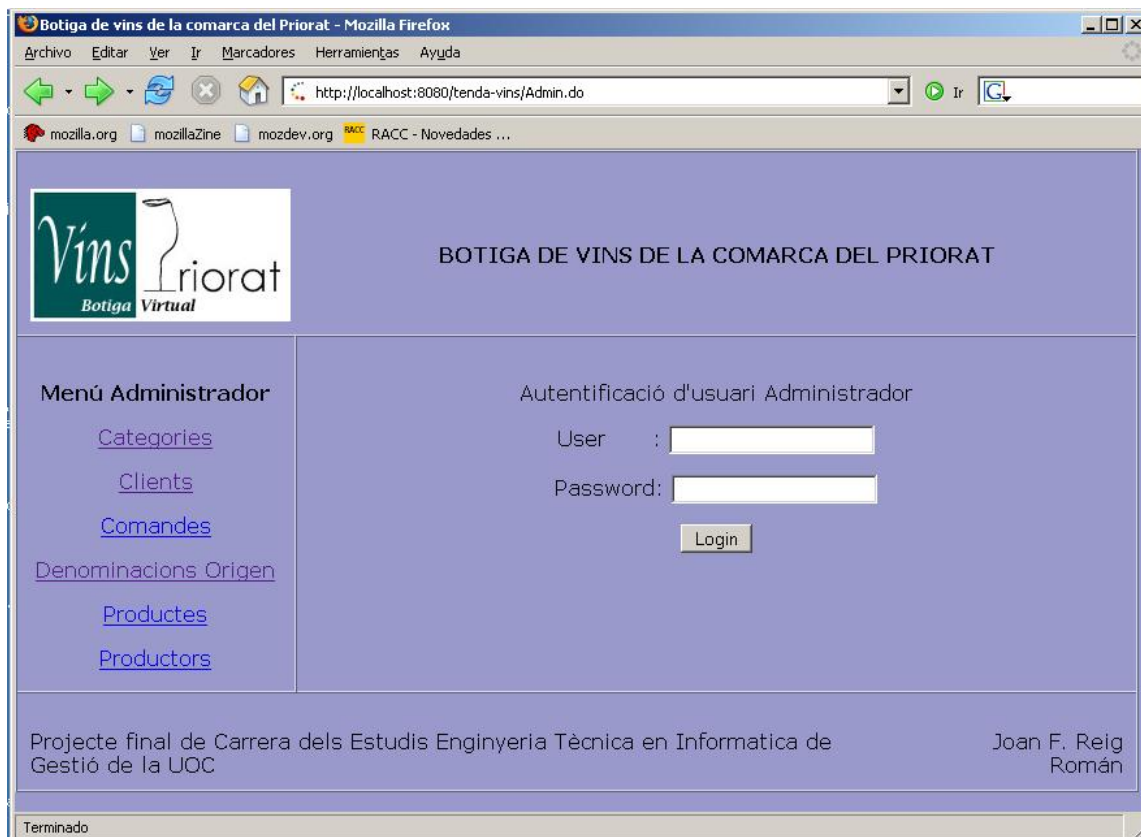 Botiga de vins de la comarca del Priorat - Mozilla Firefox
Archivo Editar Ver Ir Marcadores Herramientas Ayuda
http://localhost:8080/tenda-vins/Admin.do Ir G
mozilla.org mozillaZine mozdev.org RACC RACC - Novedades ...
Vins Priorat
Botiga Virtual
BOTIGA DE VINS DE LA COMARCA DEL PRIORAT
Menú Administrador
Categories
Clients
Comandes
Denominacions Origen
Productes
Productors
Autentificació d'usuari Administrador
User :
Password:
Login
Projecte final de Carrera dels Estudis Enginyeria Tècnica en Informatica de
Gestió de la UOC
Joan F. Reig
Román
Terminado